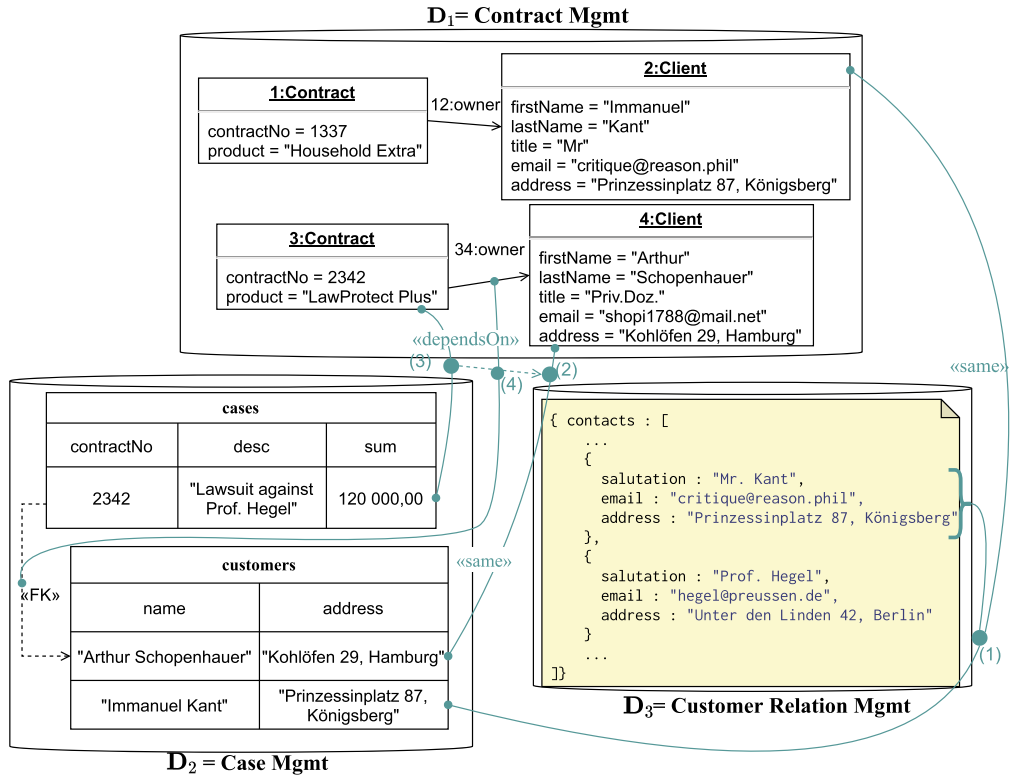 D₁= Contract Mgmt
1:Contract
contractNo = 1337
product = "Household Extra"
12:owner
2:Client
firstName = "Immanuel"
lastName = "Kant"
title = "Mr"
email = "critique@reason.phil"
address = "Prinzessinplatz 87, Königsberg"
3:Contract
contractNo = 2342
product = "LawProtect Plus"
34:owner
4:Client
firstName = "Arthur"
lastName = "Schopenhauer"
title = "Priv.Doz."
email = "shopi1788@mail.net"
address = "Kohlöfen 29, Hamburg"
«dependsOn»
(3)
(4)
(2)
«same»
cases
contractNo desc sum
2342
"Lawsuit against
Prof. Hegel"
120 000,00
«FK»
customers
name address
"Arthur Schopenhauer" "Kohlöfen 29, Hamburg"
"Immanuel Kant"
"Prinzessinplatz 87,
Königsberg"
«same»
D₂= Case Mgmt
{ contacts : [
...
{
salutation : "Mr. Kant",
email : "critique@reason.phil",
address : "Prinzessinplatz 87, Königsberg"
},
{
salutation : "Prof. Hegel",
email : "hegel@preussen.de",
address : "Unter den Linden 42, Berlin"
}
...
]}
(1)
D₃= Customer Relation Mgmt